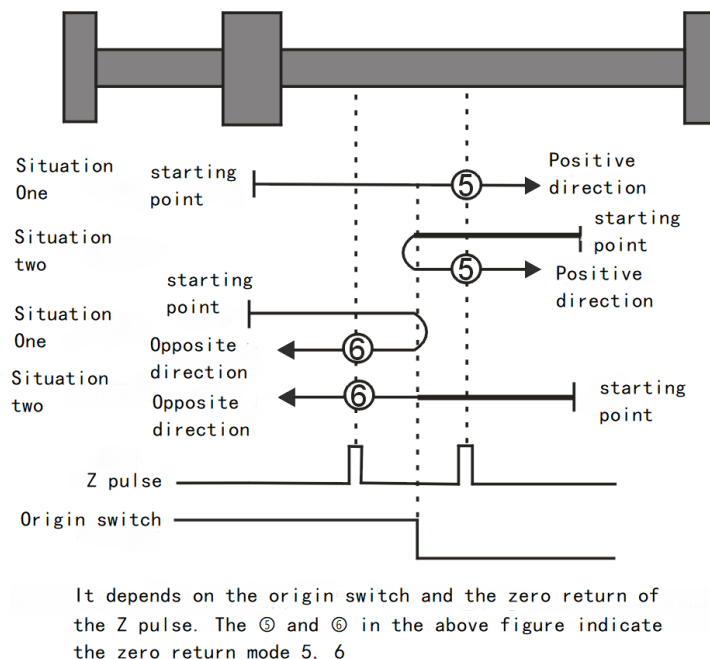 Situation One
starting point
⑤
Positive direction
Situation two
starting point
⑤
Positive direction
Situation One
starting point
⑥
Opposite direction
Situation two
⑥
Opposite direction
starting point
Z pulse
Origin switch
It depends on the origin switch and the zero return of
the Z pulse. The ⑤ and ⑥ in the above figure indicate
the zero return mode 5. 6